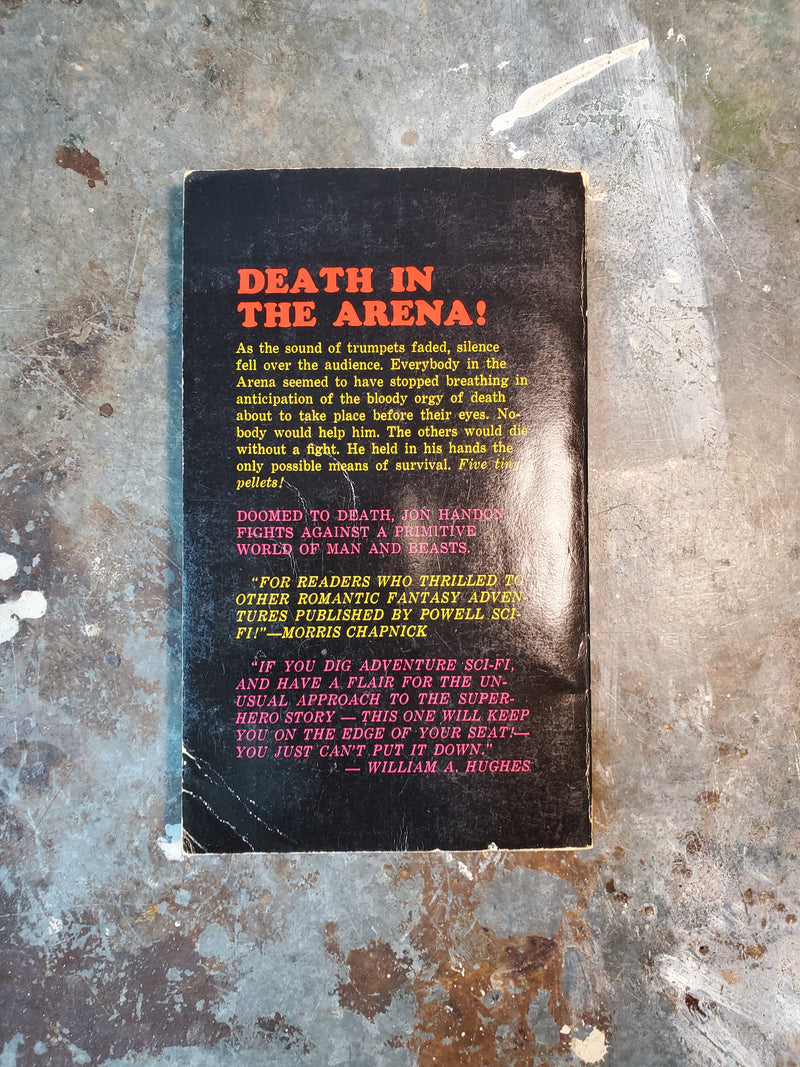 DEATH IN
THE ARENA!
As the sound of trumpets faded, silence
fell over the audience. Everybody in the
Arena seemed to have stopped breathing in
anticipation of the bloody orgy of death
about to take place before their eyes. No-
body would help him. The others would die
without a fight. He held in his hands the
only possible means of survival. Five tiny
pellets!
DOOMED TO DEATH, JON HANDON
FIGHTS AGAINST A PRIMITIVE
WORLD OF MAN AND BEASTS.
"FOR READERS WHO THRILLED TO
OTHER ROMANTIC FANTASY ADVEN-
TURES PUBLISHED BY POWELL SCI-
FI!"—MORRIS CHAPNICK
"IF YOU DIG ADVENTURE SCI-FI,
AND HAVE A FLAIR FOR THE UN-
USUAL APPROACH TO THE SUPER-
HERO STORY — THIS ONE WILL KEEP
YOU ON THE EDGE OF YOUR SEAT!—
YOU JUST CAN'T PUT IT DOWN."
— WILLIAM A. HUGHES